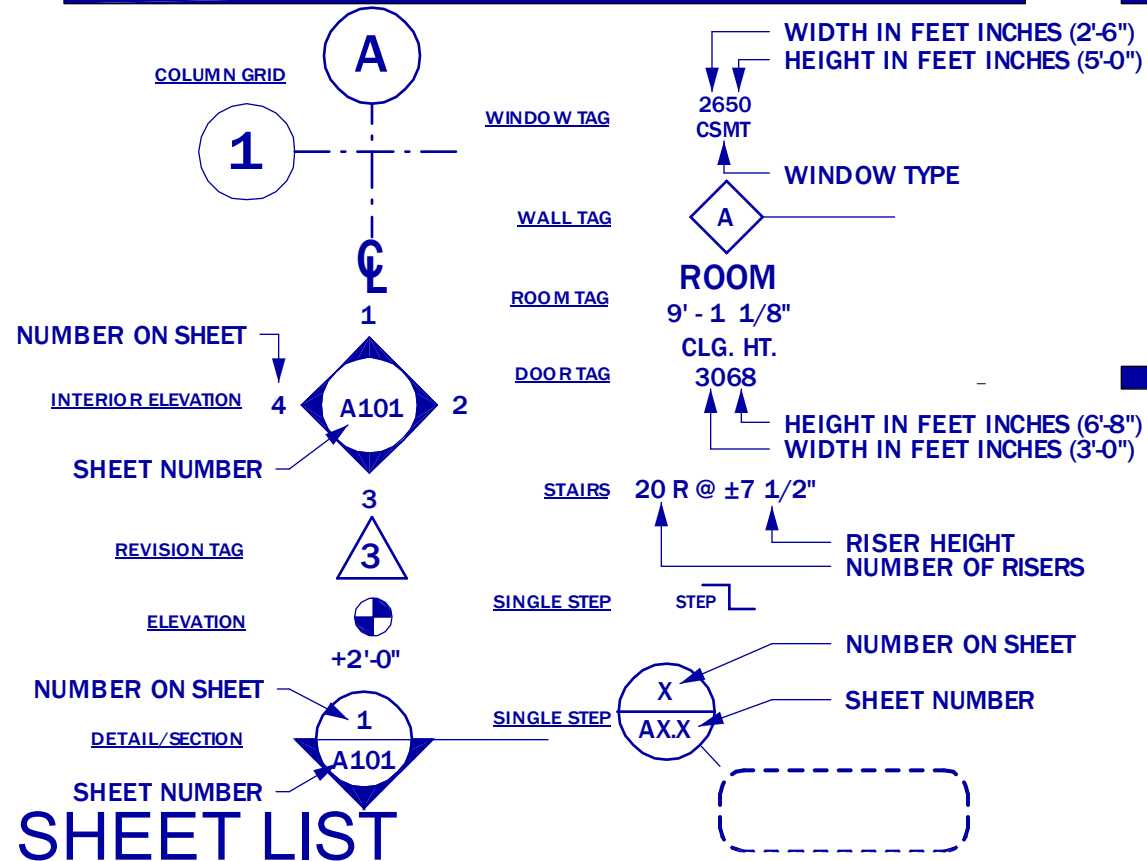 COLUMN GRID
A
1
CL
NUMBER ON SHEET
INTERIOR ELEVATION
1
4
A101
2
3
SHEET NUMBER
REVISION TAG
3
ELEVATION
+2'-0"
NUMBER ON SHEET
DETAIL/SECTION
1
A101
SHEET NUMBER
SHEET LIST
WIDTH IN FEET INCHES (2'-6")
HEIGHT IN FEET INCHES (5'-0")
WINDOW TAG
2650
CSMT
WINDOW TYPE
WALL TAG
A
ROOM TAG
ROOM
9' - 1 1/8"
CLG. HT.
DOOR TAG
3068
HEIGHT IN FEET INCHES (6'-8")
WIDTH IN FEET INCHES (3'-0")
STAIRS
20 R @ ±7 1/2"
RISER HEIGHT
NUMBER OF RISERS
SINGLE STEP
STEP
NUMBER ON SHEET
SINGLE STEP
X
AX.X
SHEET NUMBER